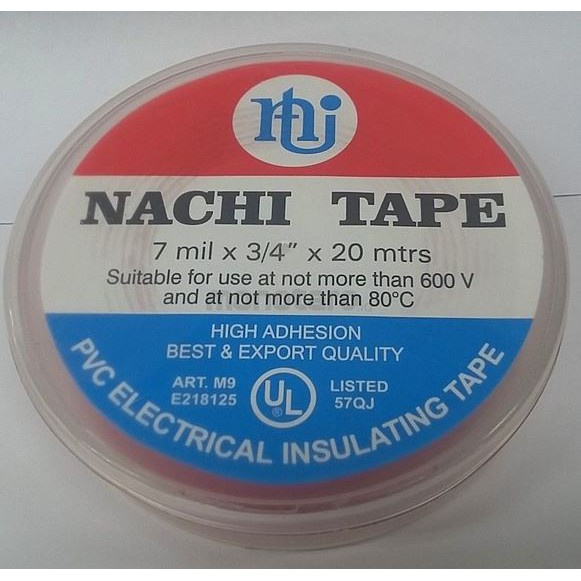 nti
NACHI TAPE
7 mil x 3/4" x 20 mtrs
Suitable for use at not more than 600 V
and at not more than 80°C
HIGH ADHESION
BEST & EXPORT QUALITY
ART. M9
E218125
UL
LISTED
57QJ
PVC ELECTRICAL INSULATING TAPE